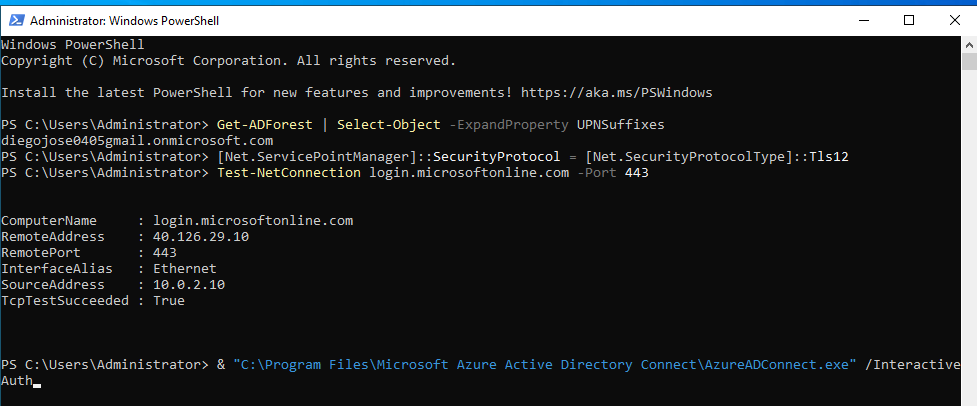 Administrator: Windows PowerShell
Windows PowerShell
Copyright (C) Microsoft Corporation. All rights reserved.
Install the latest PowerShell for new features and improvements! https://aka.ms/PSWindows
PS C:\Users\Administrator> Get-ADForest | Select-Object -ExpandProperty UPNSuffixes
diegojose0405gmail.onmicrosoft.com
PS C:\Users\Administrator> [Net.ServicePointManager]::SecurityProtocol = [Net.SecurityProtocolType]::Tls12
PS C:\Users\Administrator> Test-NetConnection login.microsoftonline.com -Port 443
ComputerName     : login.microsoftonline.com
RemoteAddress    : 40.126.29.10
RemotePort       : 443
InterfaceAlias   : Ethernet
SourceAddress    : 10.0.2.10
TcpTestSucceeded : True
PS C:\Users\Administrator> & "C:\Program Files\Microsoft Azure Active Directory Connect\AzureADConnect.exe" /Interactive
Auth